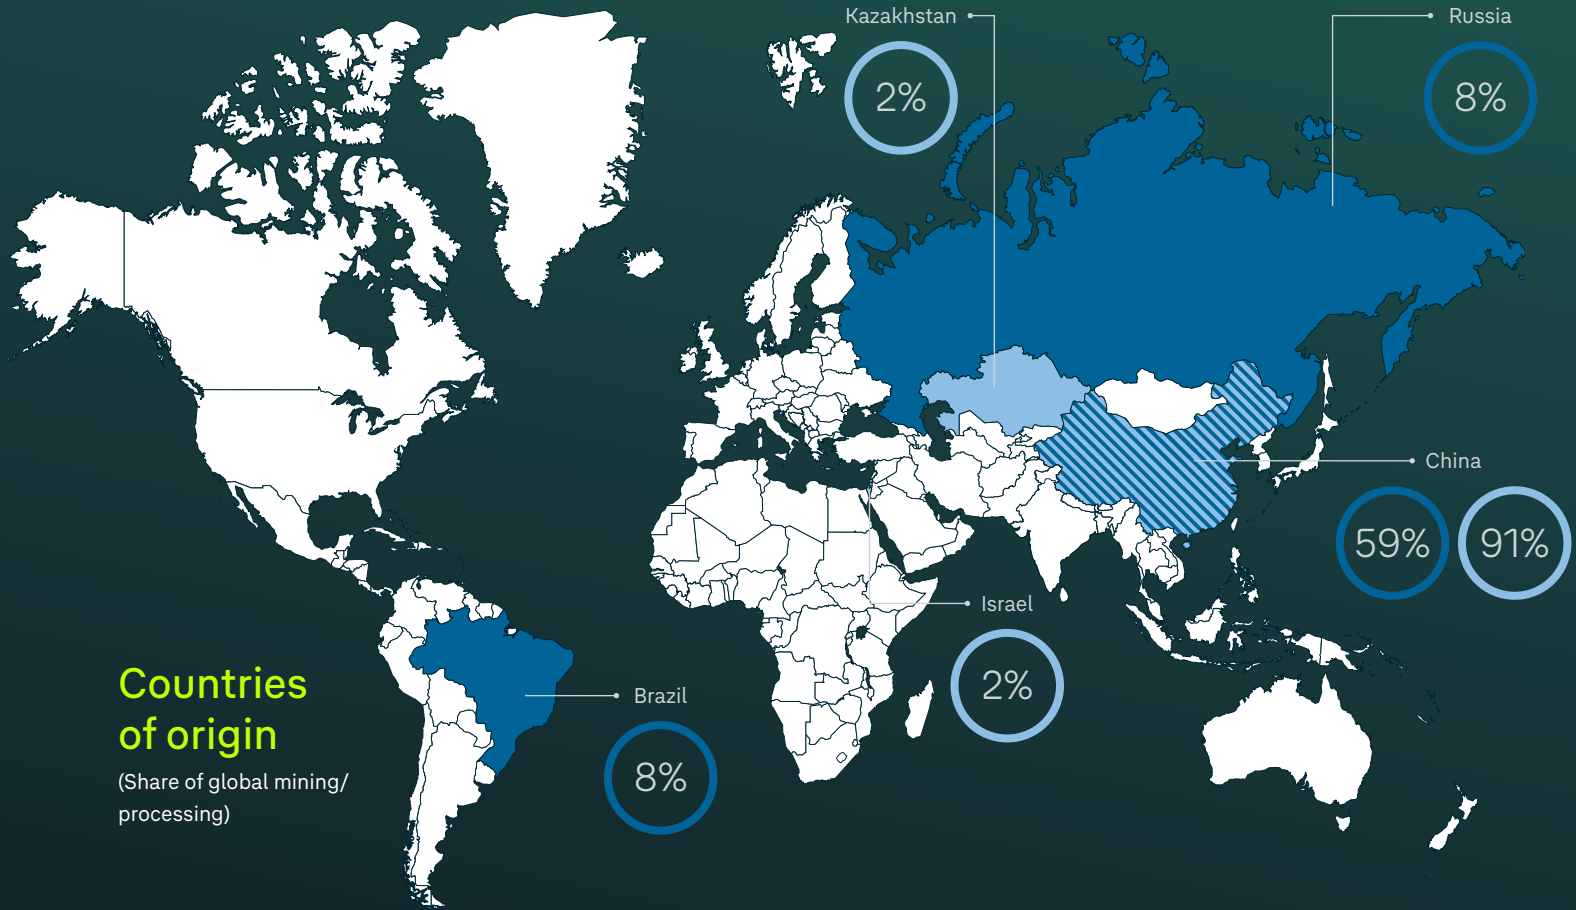 Kazakhstan
2%
Russia
8%
China
59% 91%
Israel
2%
Brazil
8%
Countries
of origin
(Share of global mining/
processing)